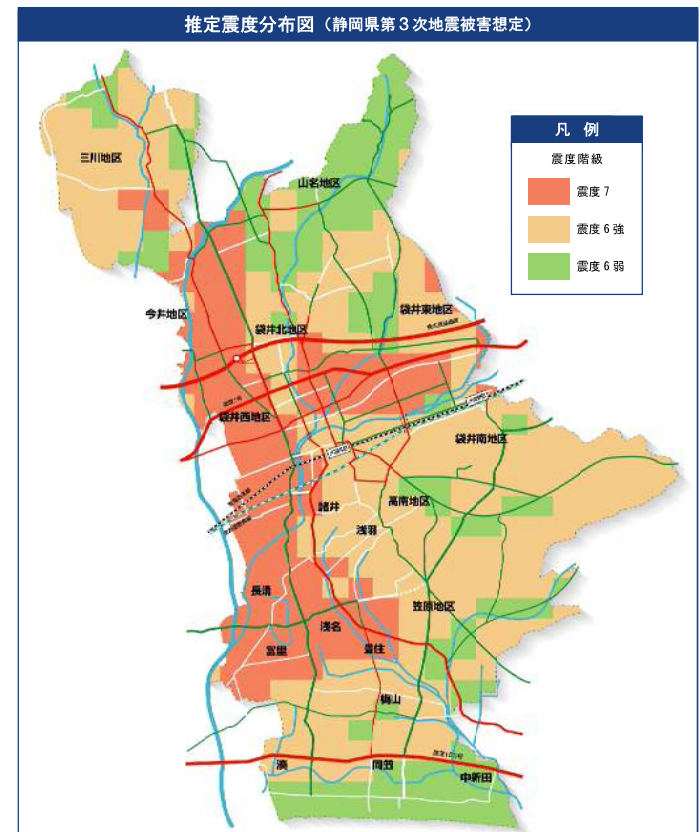 推定震度分布図（静岡県第３次地震被害想定）
凡 例
震度階級
震度７
震度６強
震度６弱
三川地区
山名地区
今井地区
袋井北地区
袋井東地区
袋井西地区
袋井南地区
諸井
高南地区
浅羽
長溝
笠原地区
浅名
富里
豊住
梅山
湊
岡笠
中新田